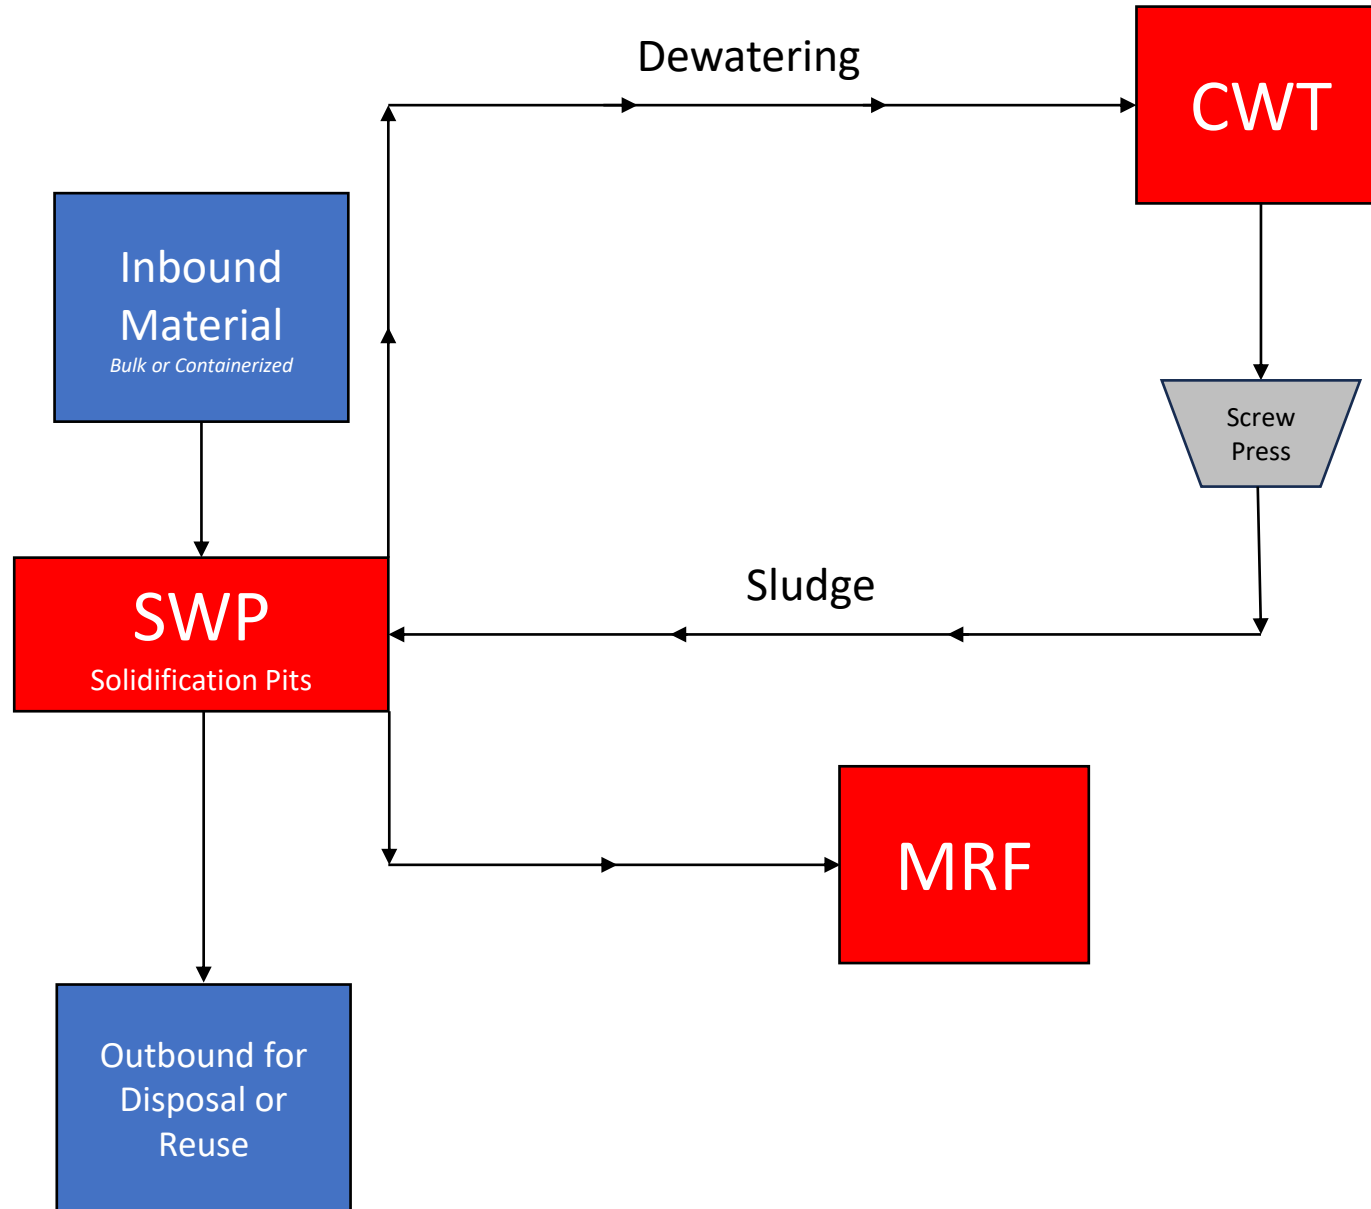 Dewatering
CWT
Inbound
Material
Bulk or Containerized
Screw
Press
Sludge
SWP
Solidification Pits
MRF
Outbound for
Disposal or
Reuse